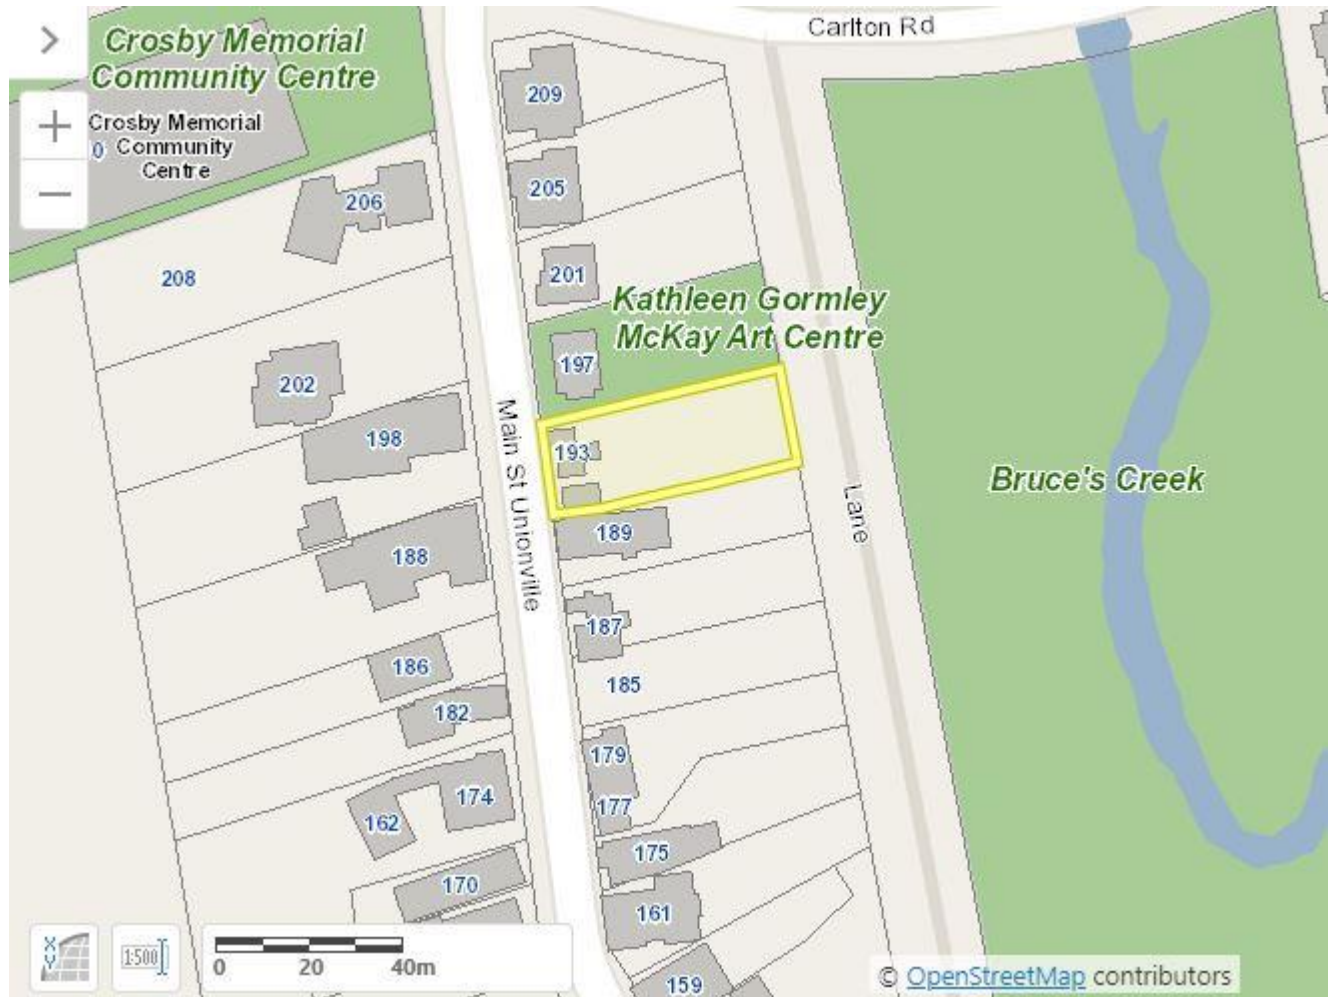 Carlton Rd
Crosby Memorial
Community Centre
Crosby Memorial
Community
Centre
209
205
206
208
201
Kathleen Gormley
McKay Art Centre
197
202
198
193
Main St Unionville
Bruce's Creek
Lane
189
188
187
186
185
182
179
177
174
162
175
170
161
159
X
Y
1:500
0 20 40m
© OpenStreetMap contributors